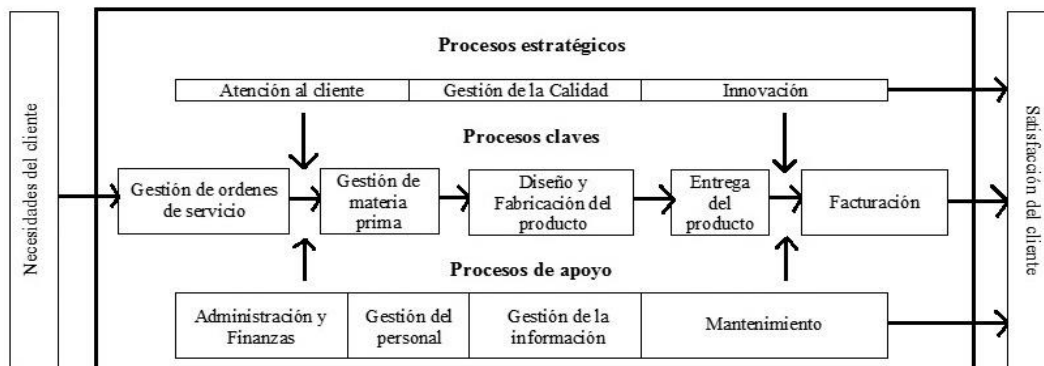 Necesidades del cliente
Procesos estratégicos
Atención al cliente
Gestión de la Calidad
Innovación
Procesos claves
Gestión de ordenes
de servicio
Gestión de
materia
prima
Diseño y
Fabricación del
producto
Entrega
del
producto
Facturación
Procesos de apoyo
Administración y
Finanzas
Gestión del
personal
Gestión de la
información
Mantenimiento
Satisfacción del cliente